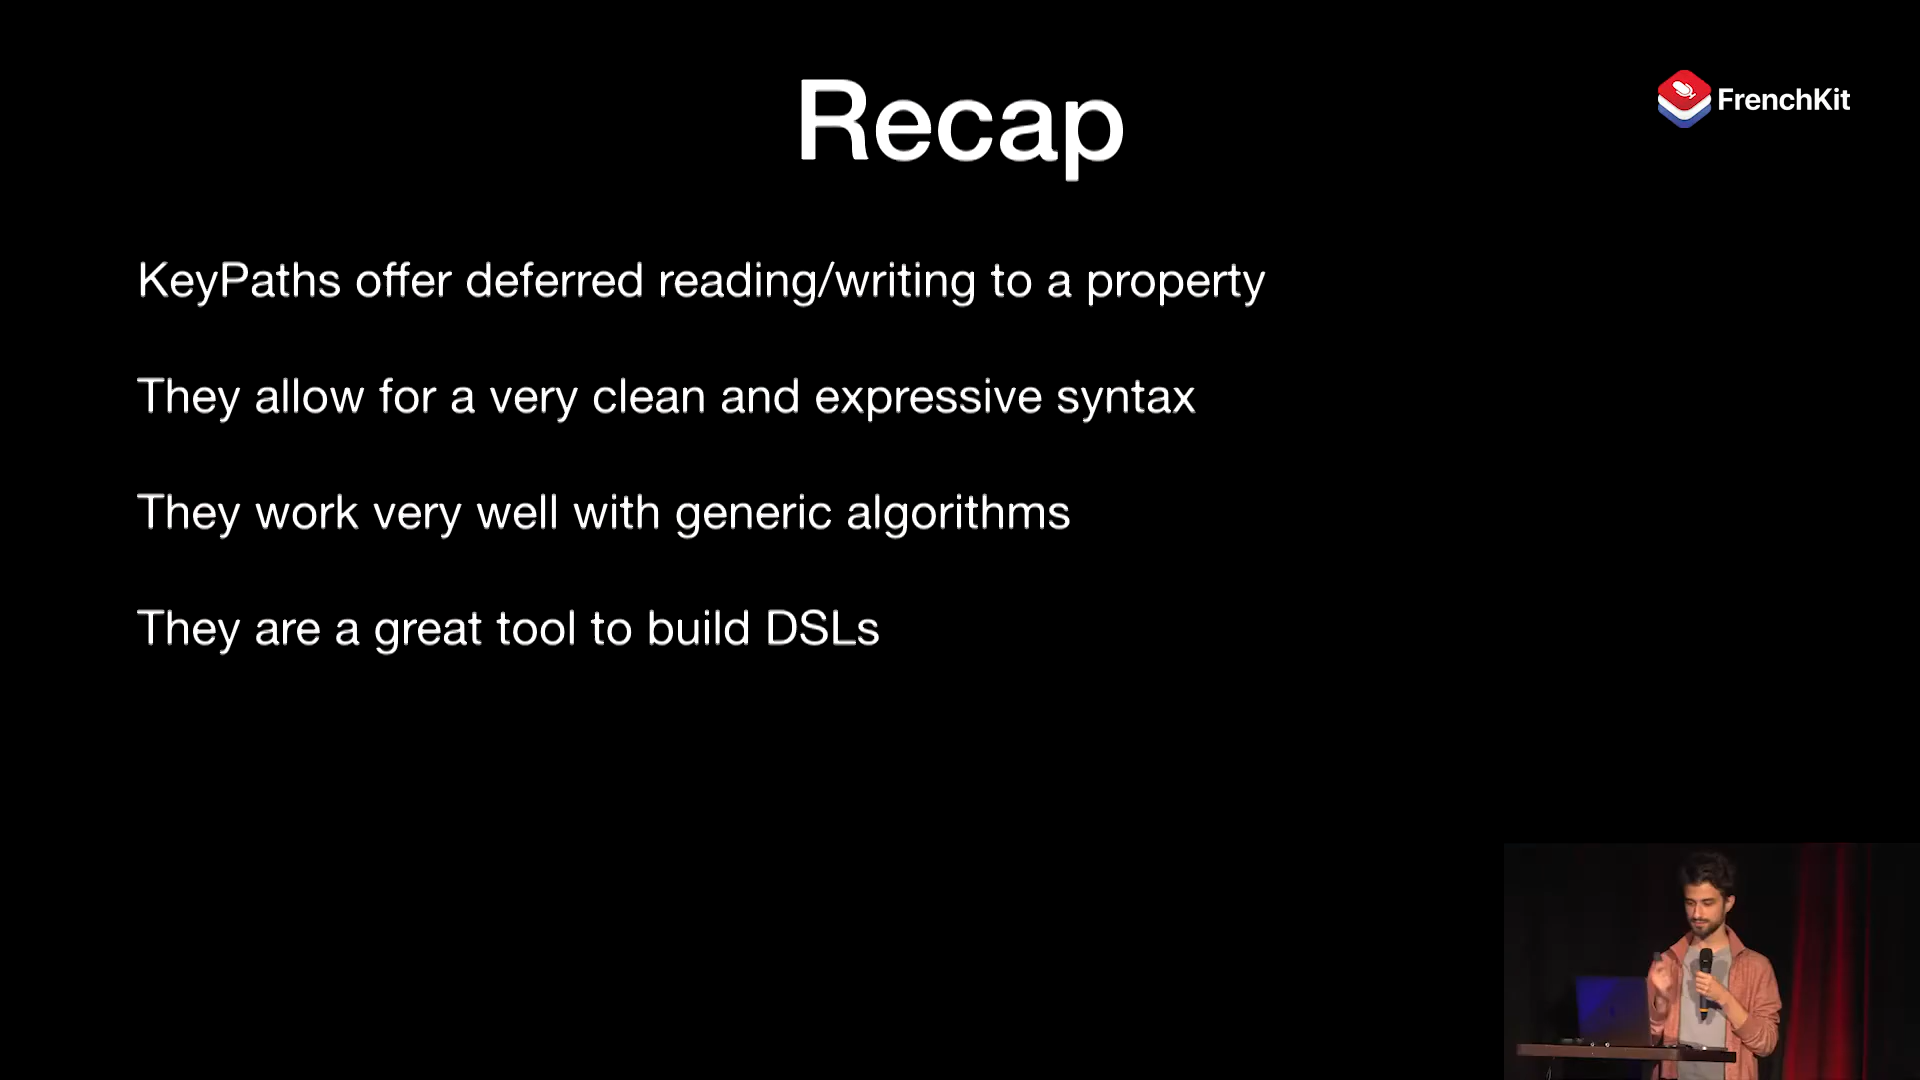 Recap
FrenchKit
KeyPaths offer deferred reading/writing to a property
They allow for a very clean and expressive syntax
They work very well with generic algorithms
They are a great tool to build DSLs